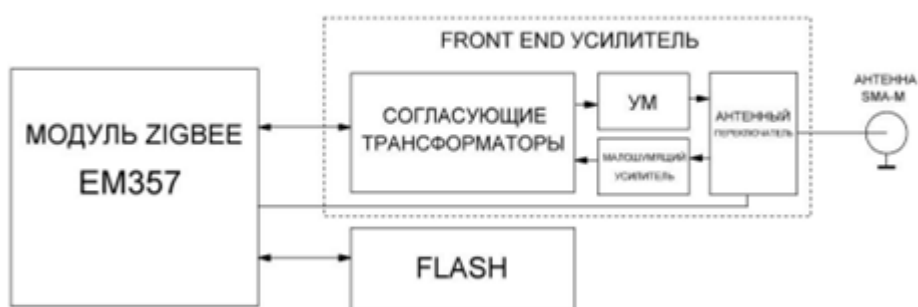 FRONT END УСИЛИТЕЛЬ
МОДУЛЬ ZIGBEE
EM357
СОГЛАСУЮЩИЕ
ТРАНСФОРМАТОРЫ
УМ
МАЛОШУМЯЩИЙ
УСИЛИТЕЛЬ
АНТЕННЫЙ
ПЕРЕКЛЮЧАТЕЛЬ
АНТЕННА
SMA-M
FLASH